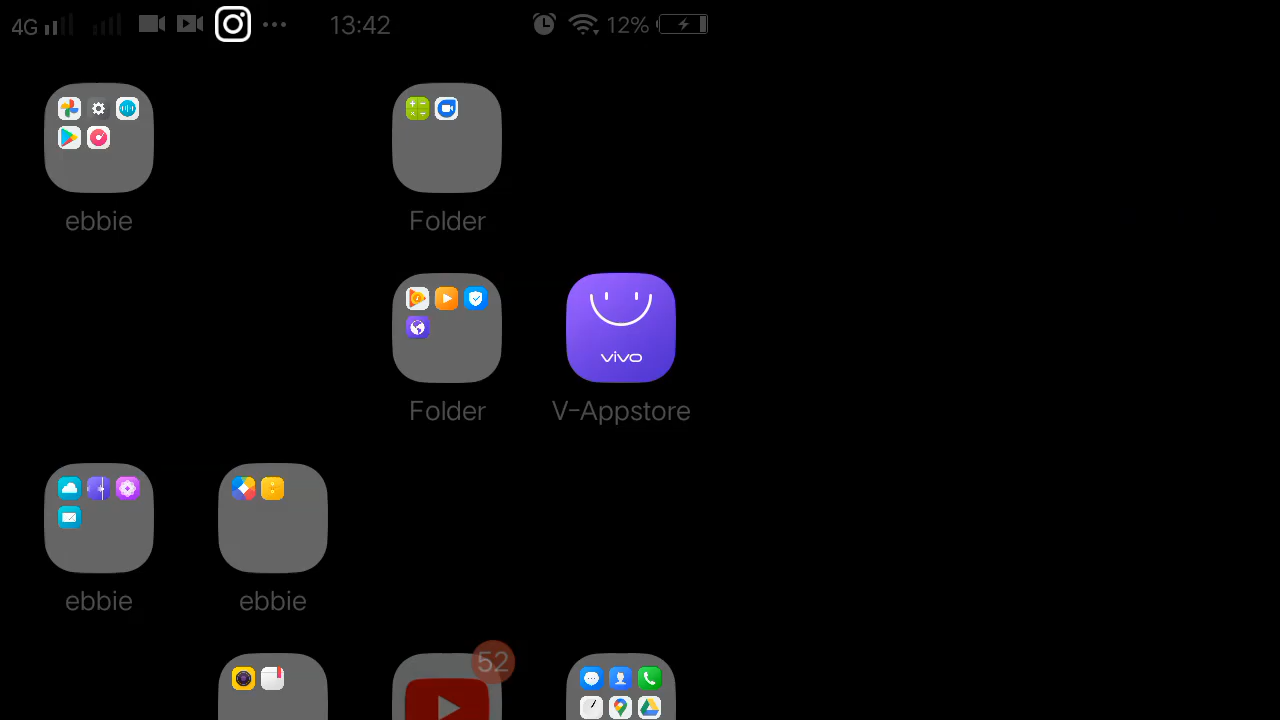 4G 13:42 12%
ebbie Folder
vivo
Folder V-Appstore
ebbie ebbie
52